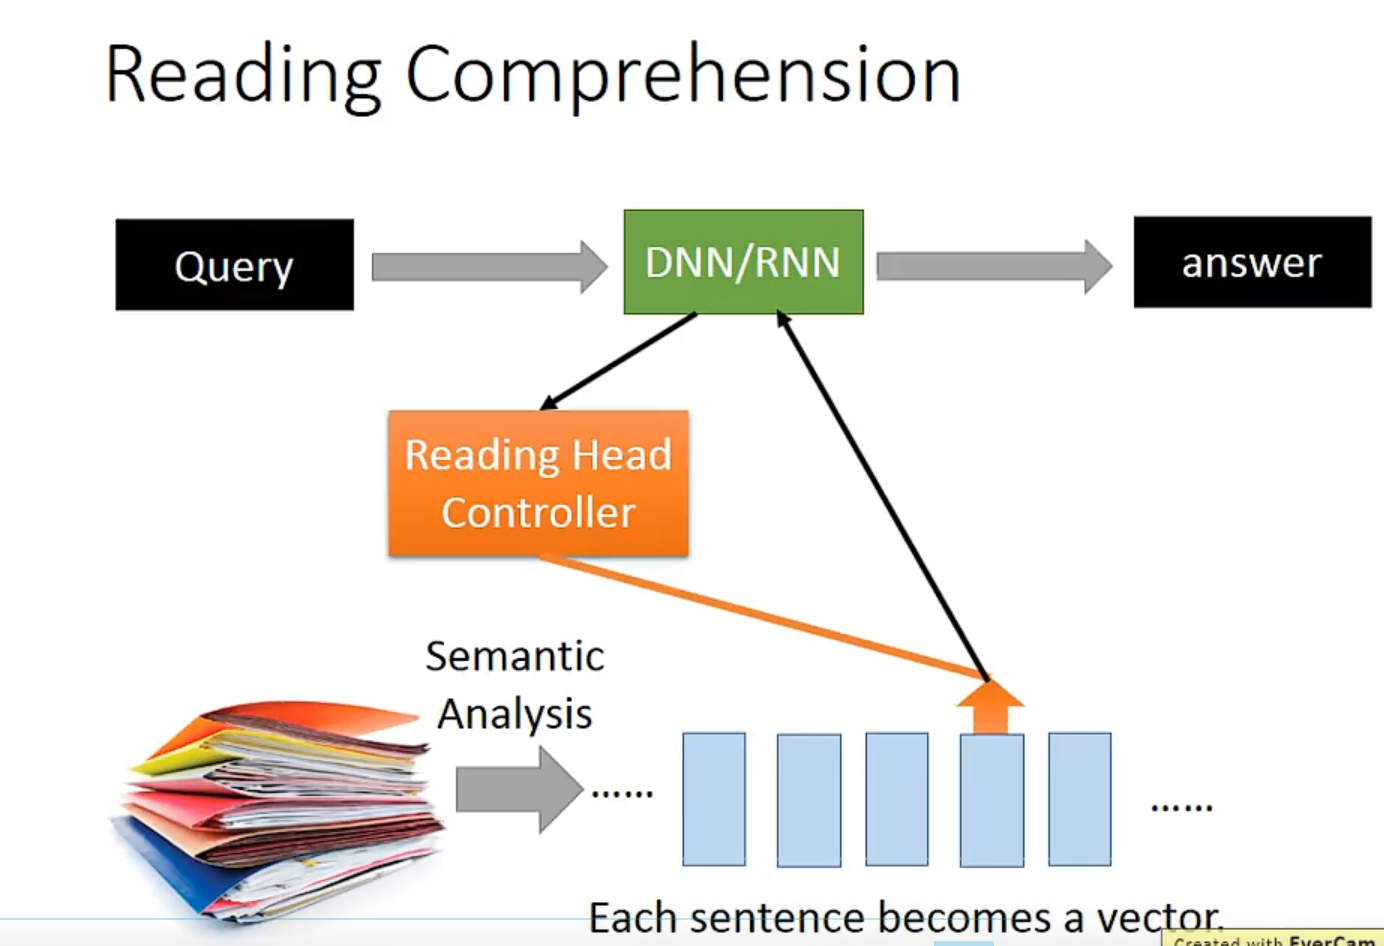 Reading Comprehension
Query
DNN/RNN
answer
Reading Head
Controller
Semantic
Analysis
......
......
Each sentence becomes a vector.
Created with EverCam